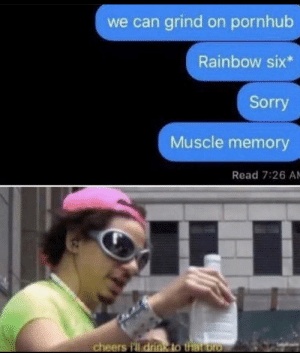 we can grind on pornhub
Rainbow six*
Sorry
Muscle memory
Read 7:26 AM
cheers i'll drink to that bro